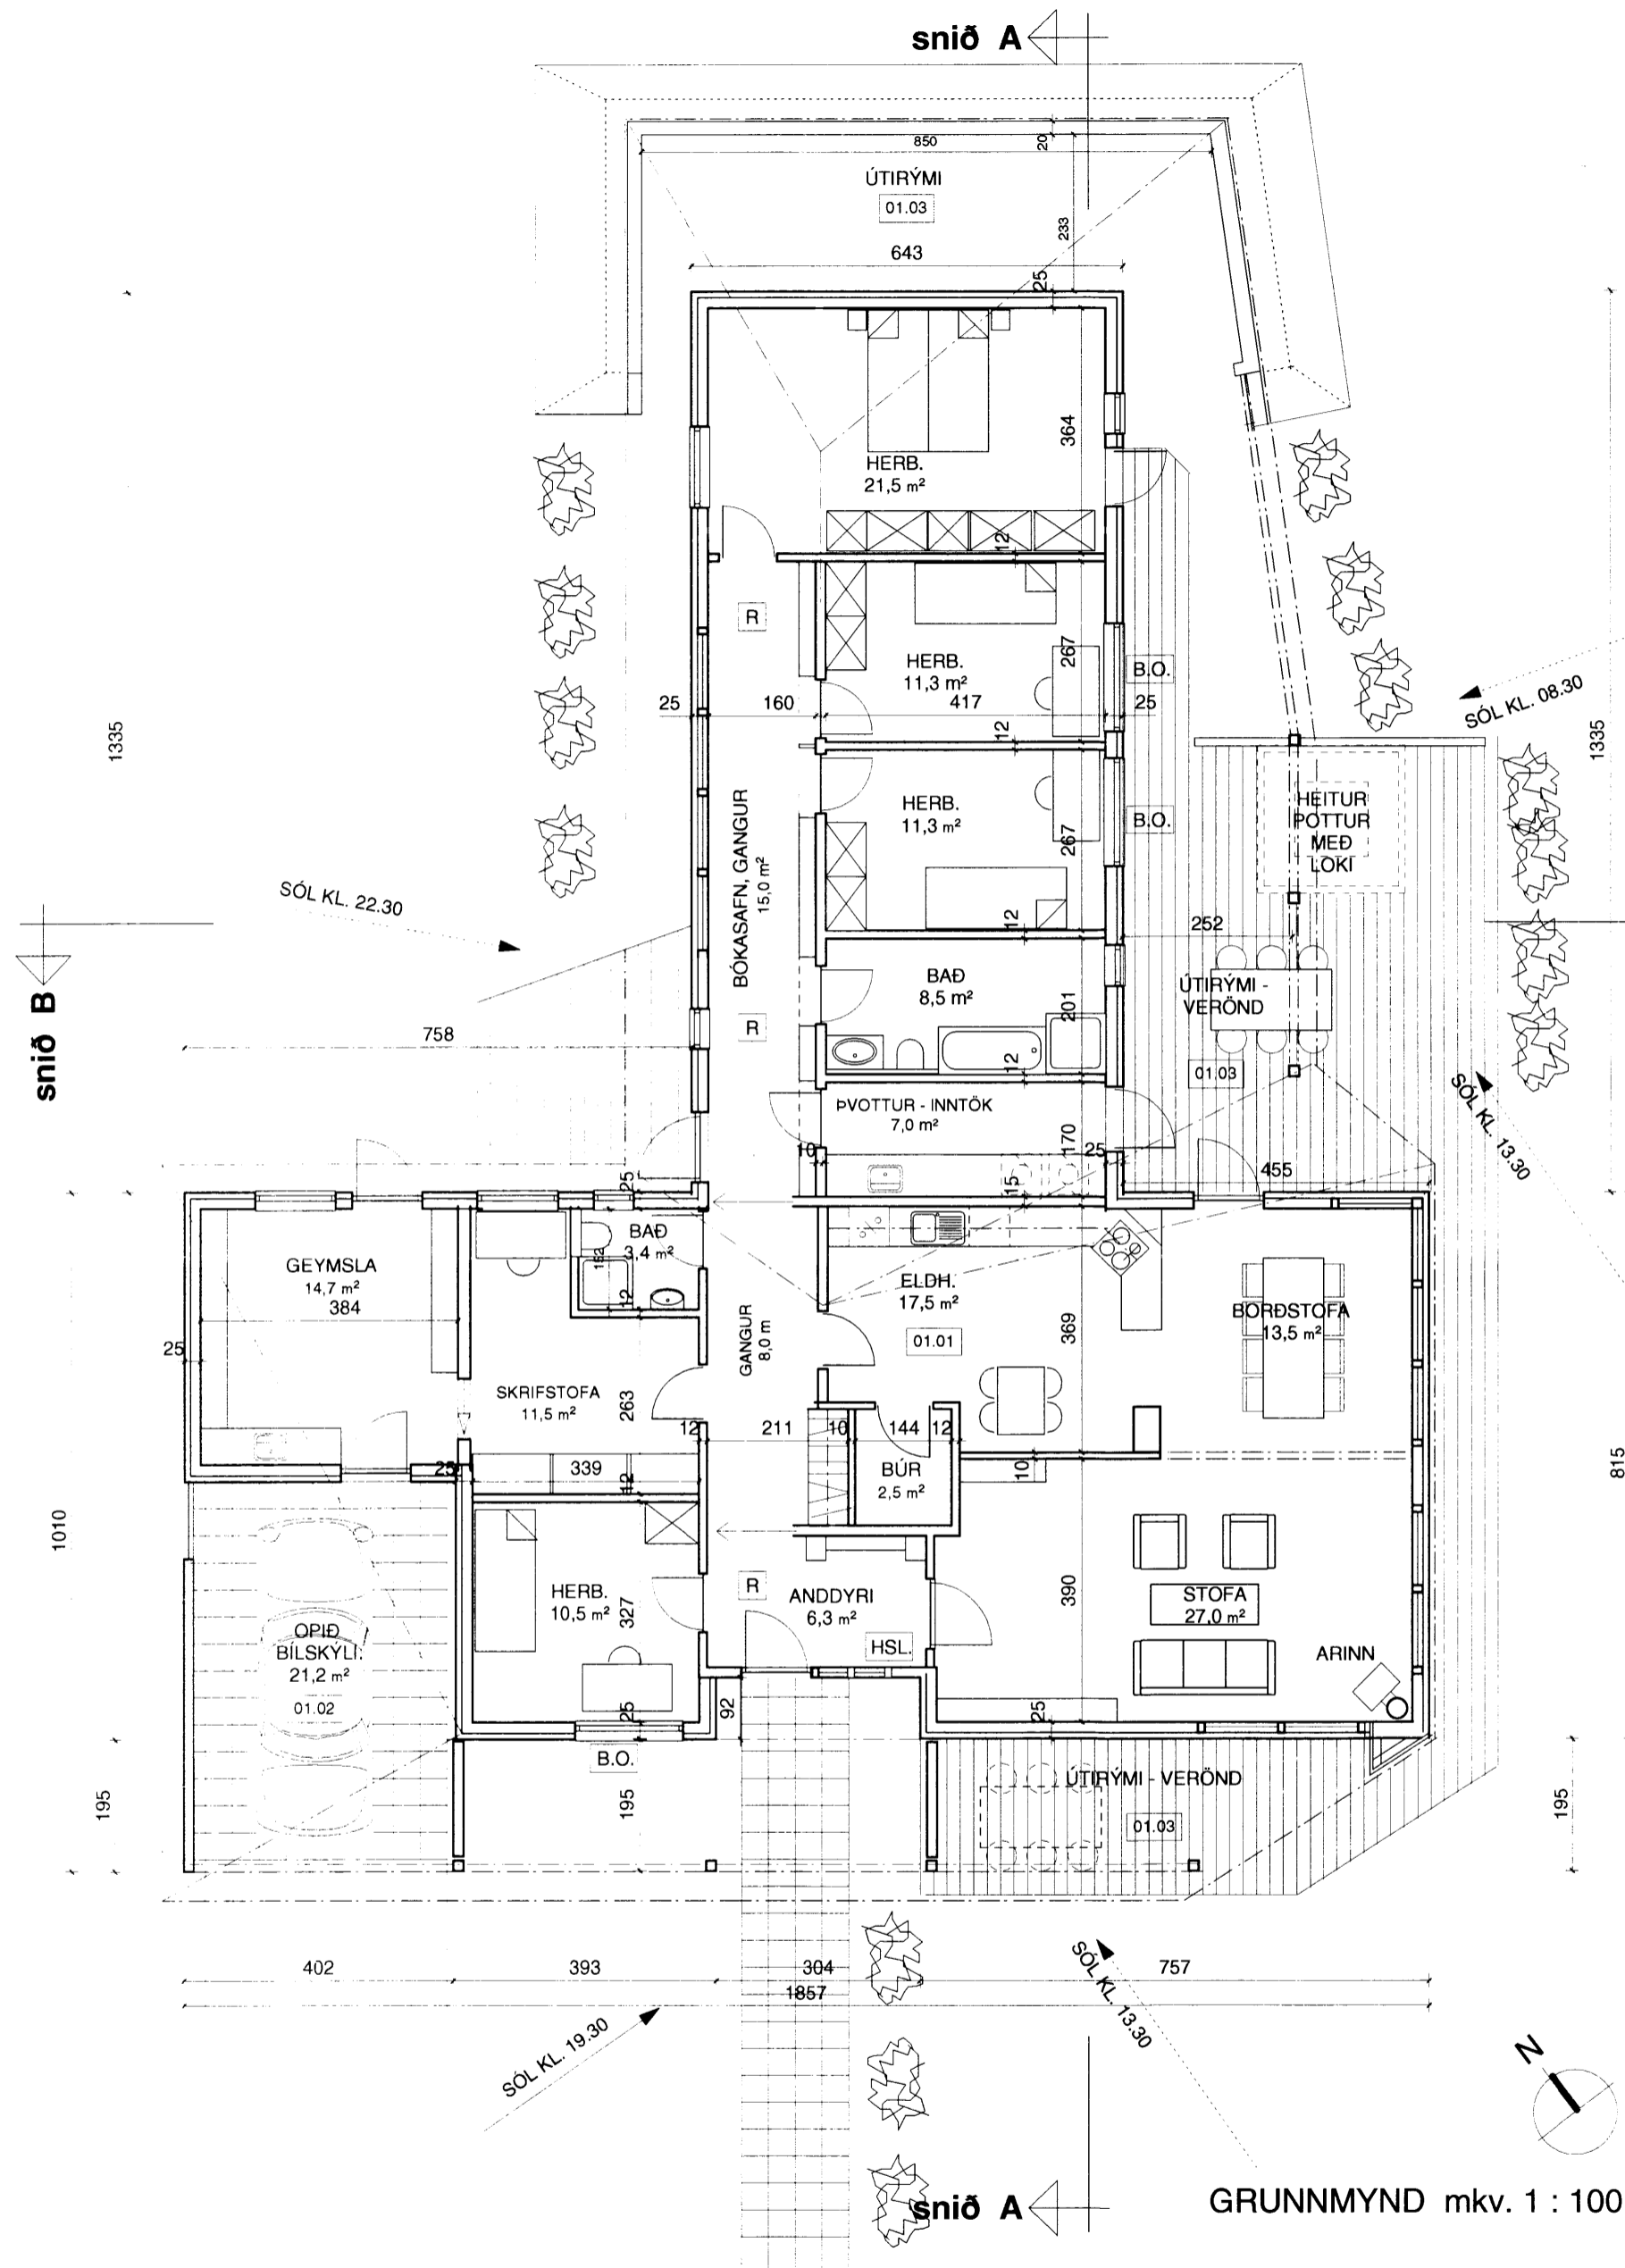 snið A
850
20
ÚTIRÝMI
01.03
233
643
25
364
HERB.
21,5 m²
12
R
HERB.
11,3 m²
267
B.O.
25
160
417
25
12
SÓL KL. 08.30
1335
1335
HERB.
11,3 m²
267
B.O.
HEITUR
POTTUR
MEÐ
LOKI
BÓKASAFN, GANGUR
15,0 m²
SÓL KL. 22.30
12
252
snið B
BAÐ
8,5 m²
201
ÚTIRÝMI -
VERÖND
R
758
12
01.03
SÓL KL. 13.30
ÞVOTTUR - INNTÖK
7,0 m²
170
10
25
455
25
15
BAÐ
3,4 m²
152
12
GEYMSLA
14,7 m²
384
25
ELDH.
17,5 m²
01.01
369
BORÐSTOFA
13,5 m²
GANGUR
8,0 m
SKRIFSTOFA
11,5 m²
263
12
211
10
144
12
25
339
12
BÚR
2,5 m²
10
815
1010
HERB.
10,5 m²
327
R
ANDDYRI
6,3 m²
HSL.
390
STOFA
27,0 m²
ARINN
OPIÐ
BÍLSKÝLI:
21,2 m²
01.02
25
92
25
B.O.
195
195
ÚTIRÝMI - VERÖND
01.03
195
402
393
304
757
1857
SÓL KL. 19.30
SÓL KL. 13.30
N
snið A
GRUNNMYND mkv. 1 : 100